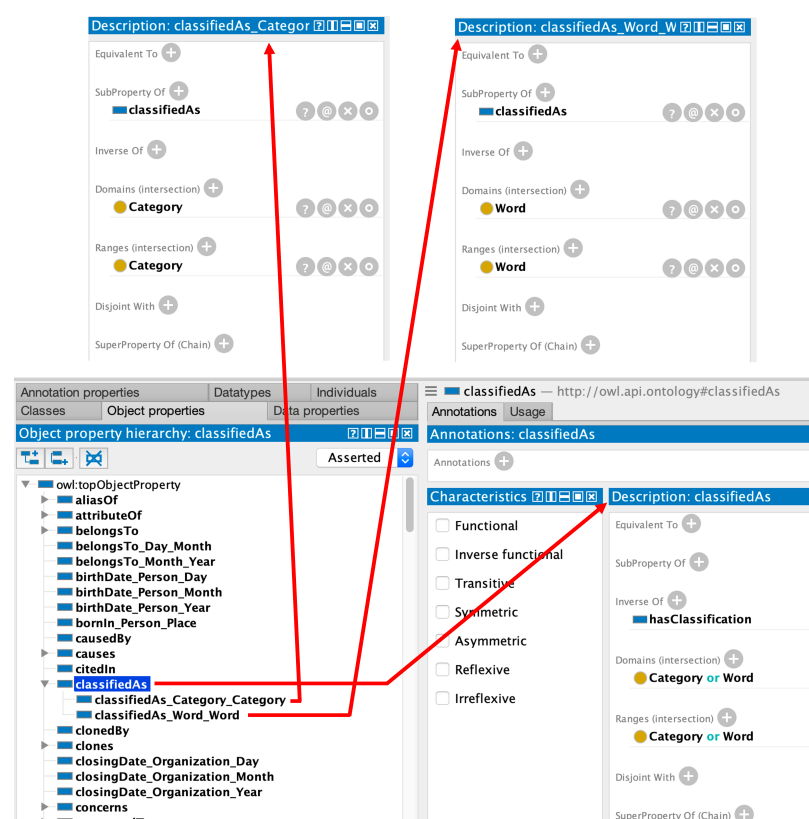 Description: classifiedAs_Categor
Equivalent To
SubProperty Of
classifiedAs
Inverse Of
Domains (intersection)
Category
Ranges (intersection)
Category
Disjoint With
SuperProperty Of (Chain)
Description: classifiedAs_Word_W
Equivalent To
SubProperty Of
classifiedAs
Inverse Of
Domains (intersection)
Word
Ranges (intersection)
Word
Disjoint With
SuperProperty Of (Chain)
Annotation properties Datatypes Individuals
Classes Object properties Data properties
Object property hierarchy: classifiedAs
Asserted
owl:topObjectProperty
aliasOf
attributeOf
belongsTo
belongsTo_Day_Month
belongsTo_Month_Year
birthDate_Person_Day
birthDate_Person_Month
birthDate_Person_Year
bornIn_Person_Place
causedBy
causes
citedIn
classifiedAs
classifiedAs_Category_Category
classifiedAs_Word_Word
clonedBy
clones
closingDate_Organization_Day
closingDate_Organization_Month
closingDate_Organization_Year
concerns
classifiedAs — http://owl.api.ontology#classifiedAs
Annotations Usage
Annotations: classifiedAs
Annotations
Characteristics
Functional
Inverse functional
Transitive
Symmetric
Asymmetric
Reflexive
Irreflexive
Description: classifiedAs
Equivalent To
SubProperty Of
Inverse Of
hasClassification
Domains (intersection)
Category or Word
Ranges (intersection)
Category or Word
Disjoint With
SuperProperty Of (Chain)